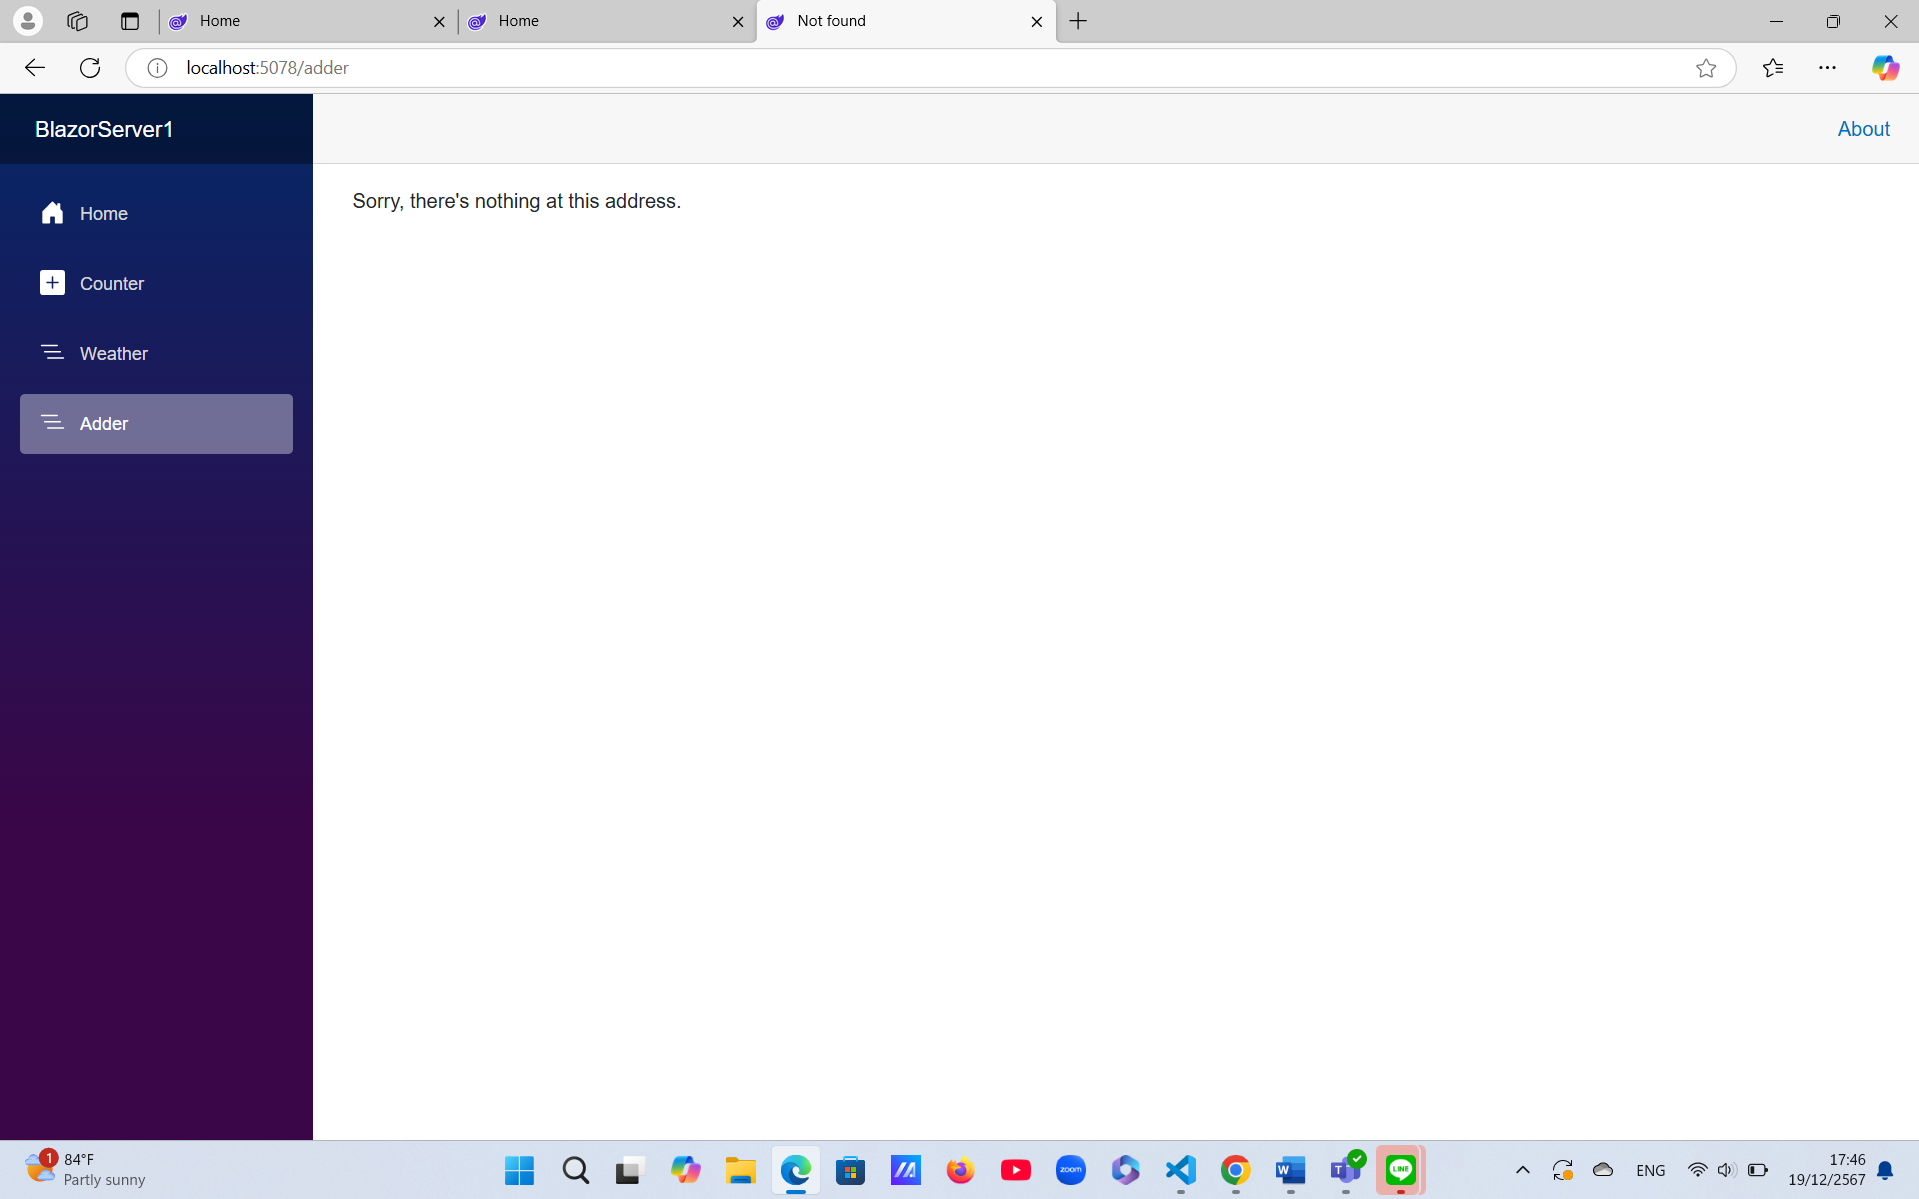 Home
Home
Not found
localhost:5078/adder
BlazorServer1
About
Home
Counter
Weather
Adder
Sorry, there's nothing at this address.
1
84°F
Partly sunny
zoom
W
T
LINE
ENG
17:46
19/12/2567